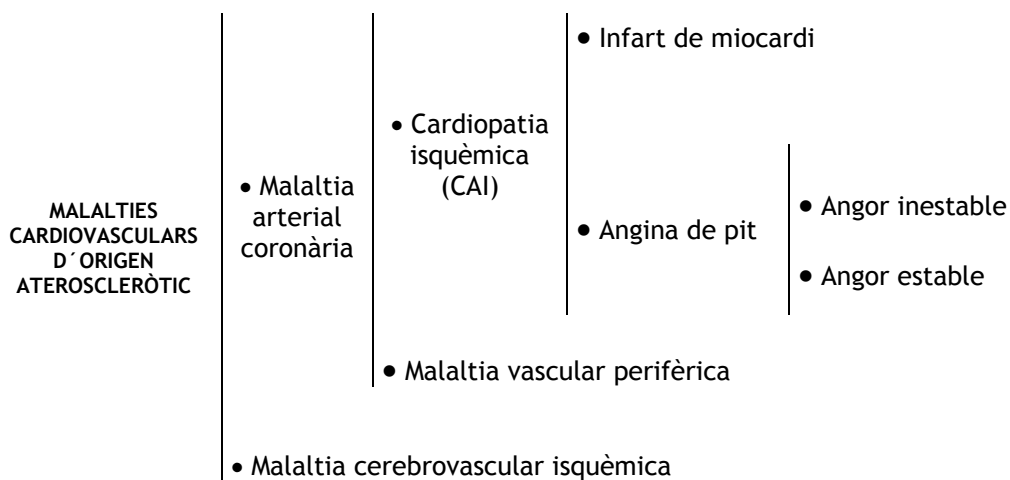 MALALTIES
CARDIOVASCULARS
D´ORIGEN
ATEROSCLERÒTIC
• Malaltia
arterial
coronària
• Cardiopatia
isquèmica
(CAI)
• Infart de miocardi
• Angina de pit
• Angor inestable
• Angor estable
• Malaltia vascular perifèrica
• Malaltia cerebrovascular isquèmica